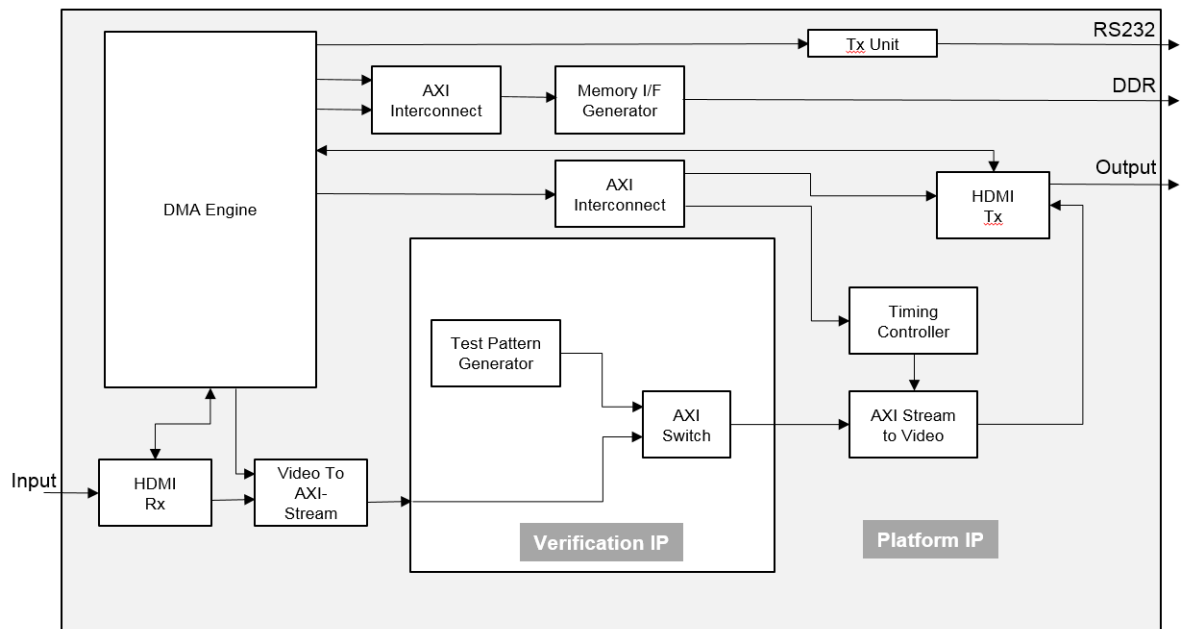 RS232
Tx Unit
DDR
AXI
Interconnect
Memory I/F
Generator
Output
AXI
Interconnect
HDMI
Tx
DMA Engine
Timing
Controller
Test Pattern
Generator
AXI
Switch
AXI Stream
to Video
Input
HDMI
Rx
Video To
AXI-
Stream
Verification IP
Platform IP